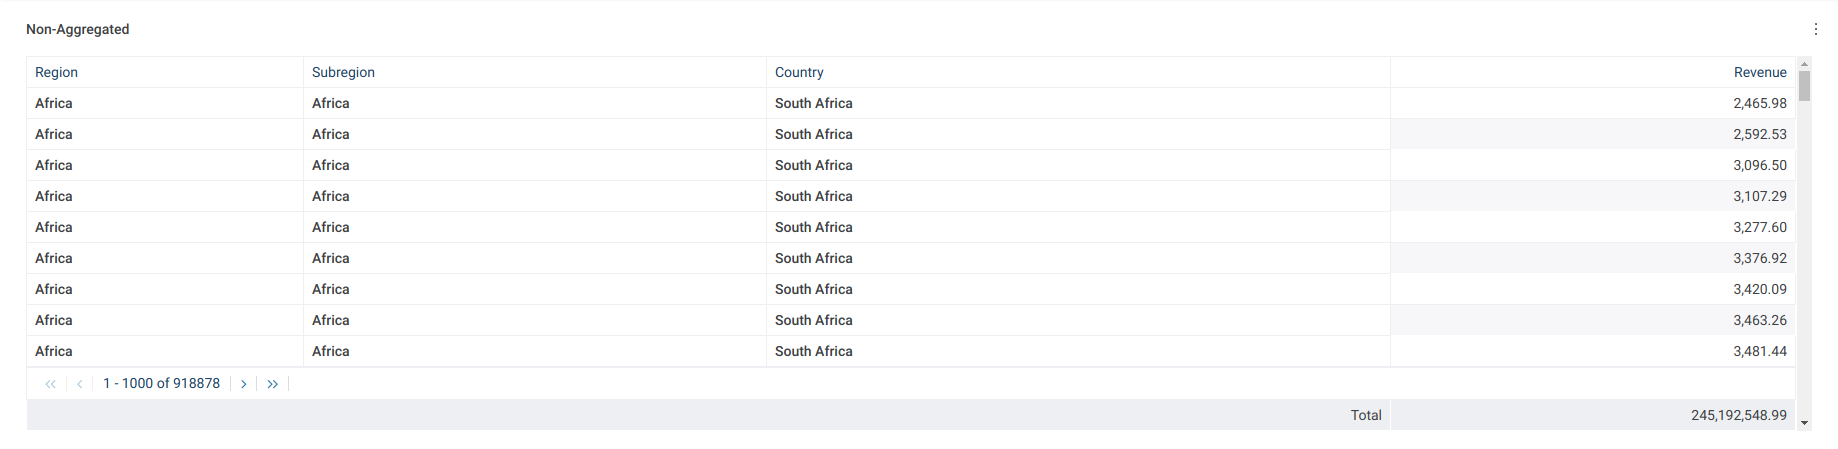 Non-Aggregated
Region Subregion Country Revenue
Africa Africa South Africa 2,465.98
Africa Africa South Africa 2,592.53
Africa Africa South Africa 3,096.50
Africa Africa South Africa 3,107.29
Africa Africa South Africa 3,277.60
Africa Africa South Africa 3,376.92
Africa Africa South Africa 3,420.09
Africa Africa South Africa 3,463.26
Africa Africa South Africa 3,481.44
1 - 1000 of 918878
Total 245,192,548.99